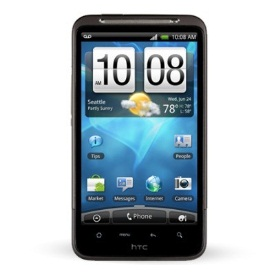 10:08 AM
10 08
Seattle
Partly Sunny
Wed, Jun 24
78°
Tips
People
Market Messages Internet Camera
Phone
MENU
hTC